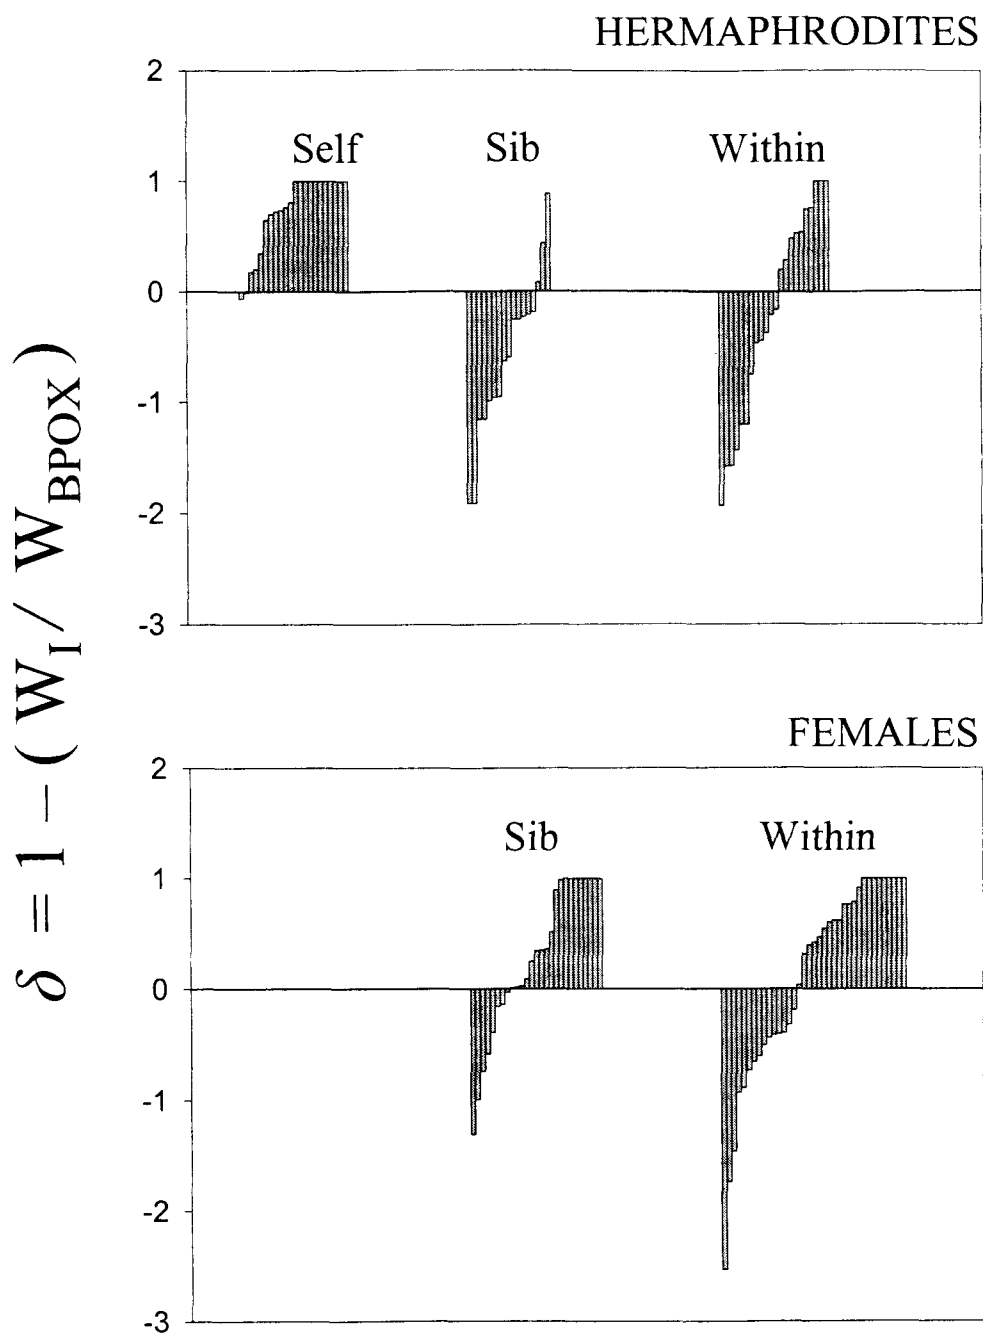 HERMAPHRODITES
2
Self Sib Within
1
0
-1
-2
-3
δ = 1 − ( W_I / W_BPOX )
FEMALES
2
Sib Within
1
0
-1
-2
-3